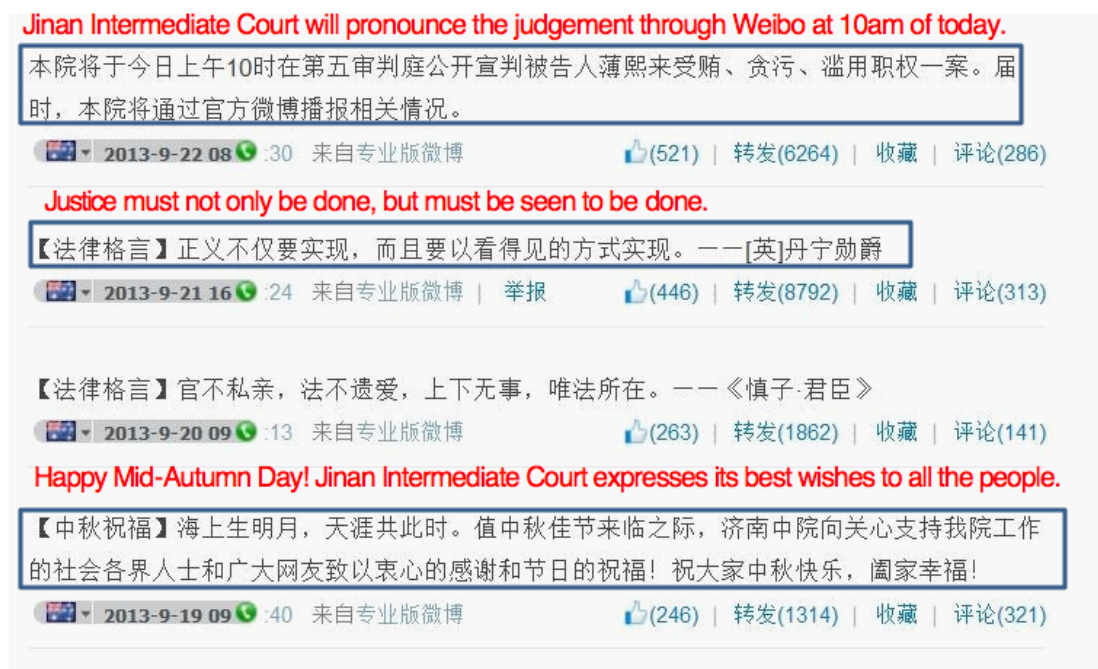 Jinan Intermediate Court will pronounce the judgement through Weibo at 10am of today.
本院将于今日上午10时在第五审判庭公开宣判被告人薄熙来受贿、贪污、滥用职权一案。届
时，本院将通过官方微博播报相关情况。
2013-9-22 08 :30 来自专业版微博 (521) | 转发(6264) | 收藏 | 评论(286)
Justice must not only be done, but must be seen to be done.
【法律格言】正义不仅要实现，而且要以看得见的方式实现。——[英]丹宁勋爵
2013-9-21 16 :24 来自专业版微博 | 举报 (446) | 转发(8792) | 收藏 | 评论(313)
【法律格言】官不私亲，法不遗爱，上下无事，唯法所在。——《慎子·君臣》
2013-9-20 09 :13 来自专业版微博 (263) | 转发(1862) | 收藏 | 评论(141)
Happy Mid-Autumn Day! Jinan Intermediate Court expresses its best wishes to all the people.
【中秋祝福】海上生明月，天涯共此时。值中秋佳节来临之际，济南中院向关心支持我院工作
的社会各界人士和广大网友致以衷心的感谢和节日的祝福！祝大家中秋快乐，阖家幸福！
2013-9-19 09 :40 来自专业版微博 (246) | 转发(1314) | 收藏 | 评论(321)